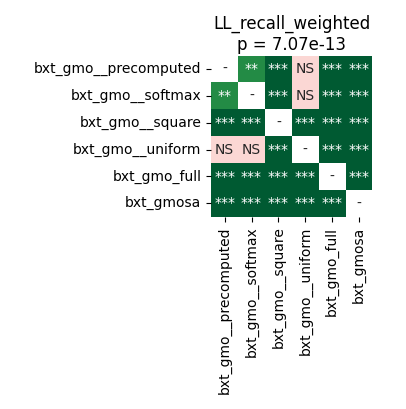 LL_recall_weighted
p = 7.07e-13
bxt_gmo__precomputed - ** *** NS *** ***
bxt_gmo__softmax ** - *** NS *** ***
bxt_gmo__square *** *** - *** *** ***
bxt_gmo__uniform NS NS *** - *** ***
bxt_gmo_full *** *** *** *** - ***
bxt_gmosa *** *** *** *** *** -
bxt_gmo__precomputed
bxt_gmo__softmax
bxt_gmo__square
bxt_gmo__uniform
bxt_gmo_full
bxt_gmosa